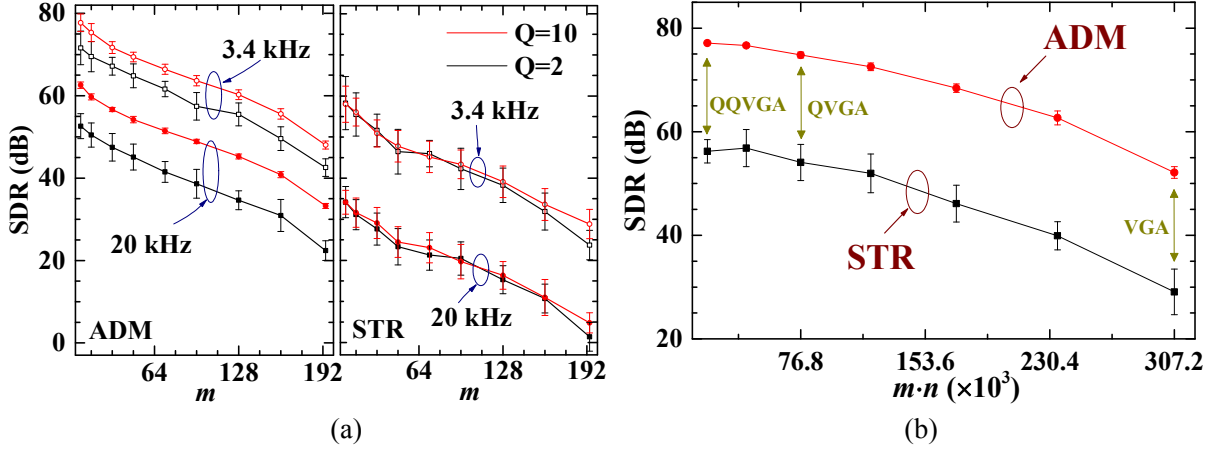 SDR (dB)
80
60
40
20
0
3.4 kHz
20 kHz
ADM
64
128
192
m
Q=10
Q=2
3.4 kHz
20 kHz
STR
64
128
192
m
(a)
SDR (dB)
80
60
40
20
QQVGA
QVGA
ADM
STR
VGA
76.8
153.6
230.4
307.2
m·n (×10³)
(b)